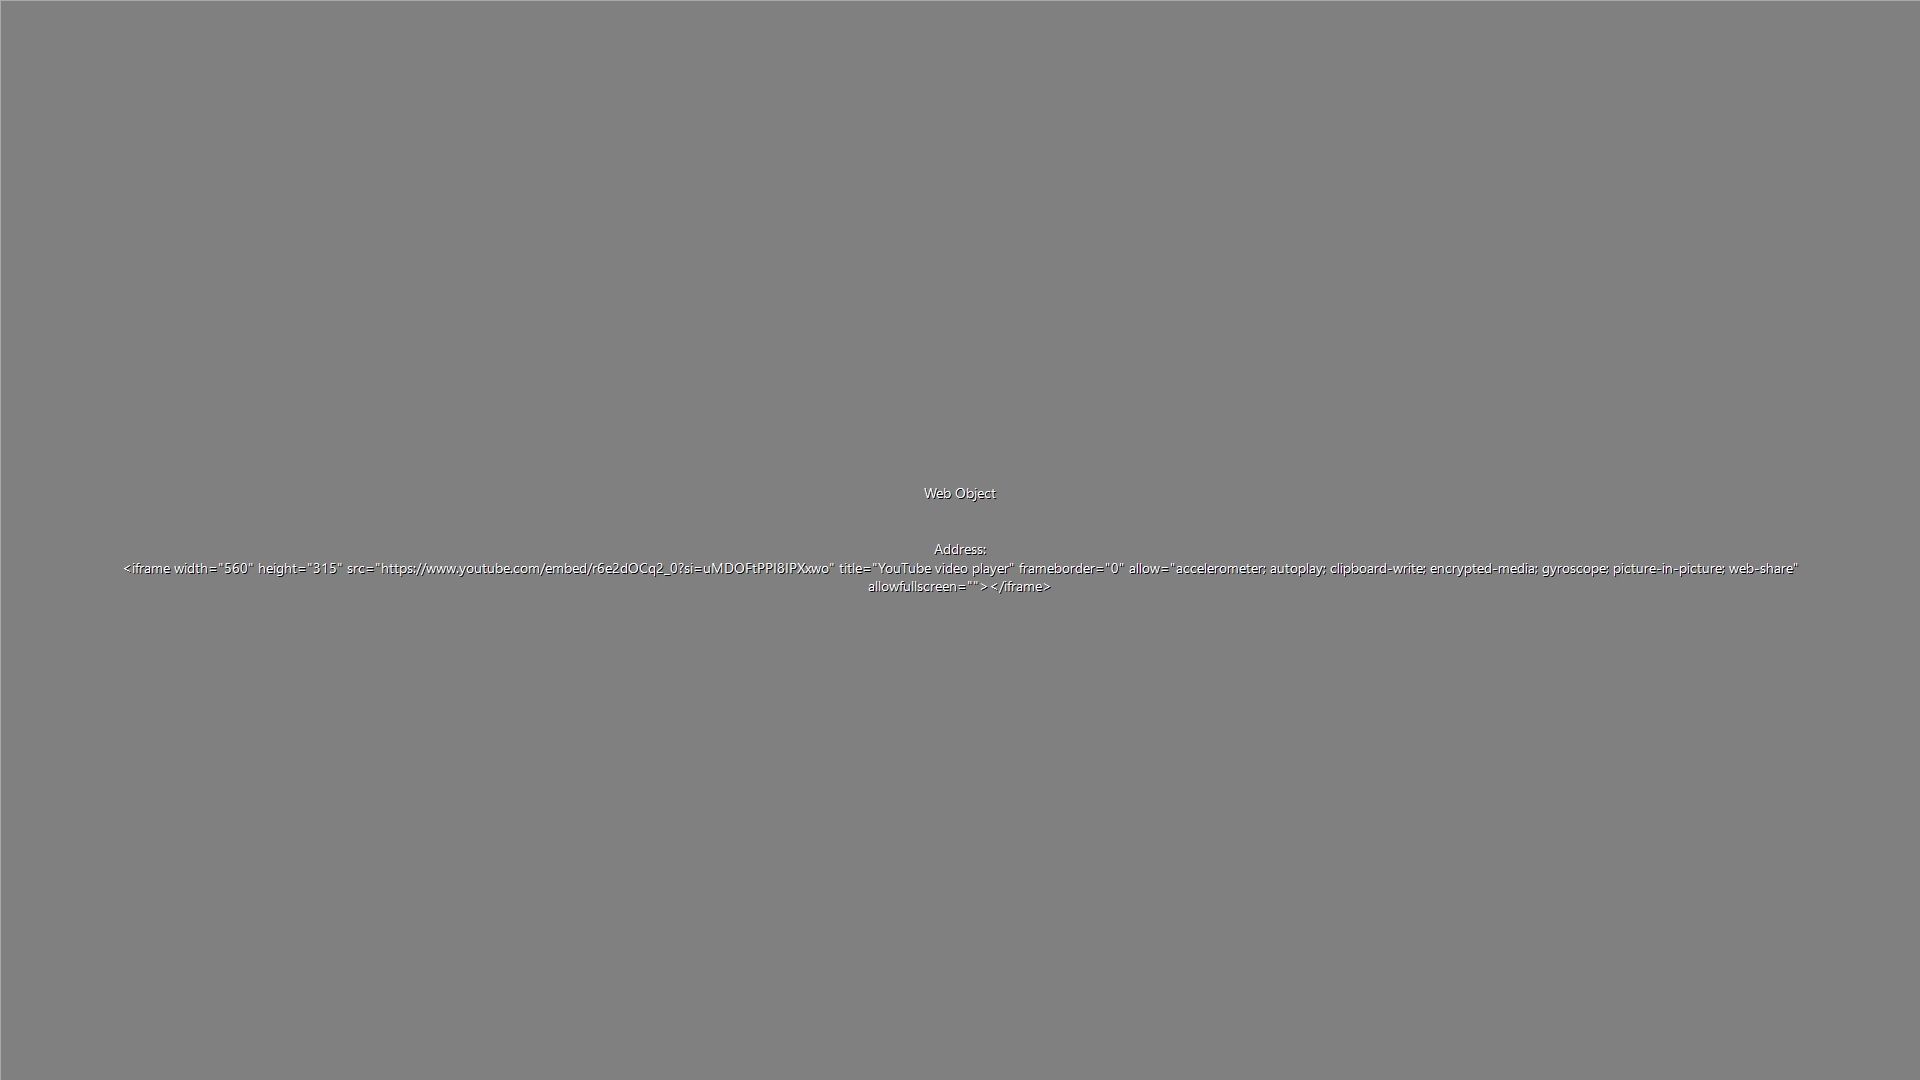 Web Object
Address:
<iframe width="560" height="315" src="https://www.youtube.com/embed/r6e2dOCq2_0?si=uMDOFtPPI8IPXxwo" title="YouTube video player" frameborder="0" allow="accelerometer; autoplay; clipboard-write; encrypted-media; gyroscope; picture-in-picture; web-share"
allowfullscreen=""></iframe>